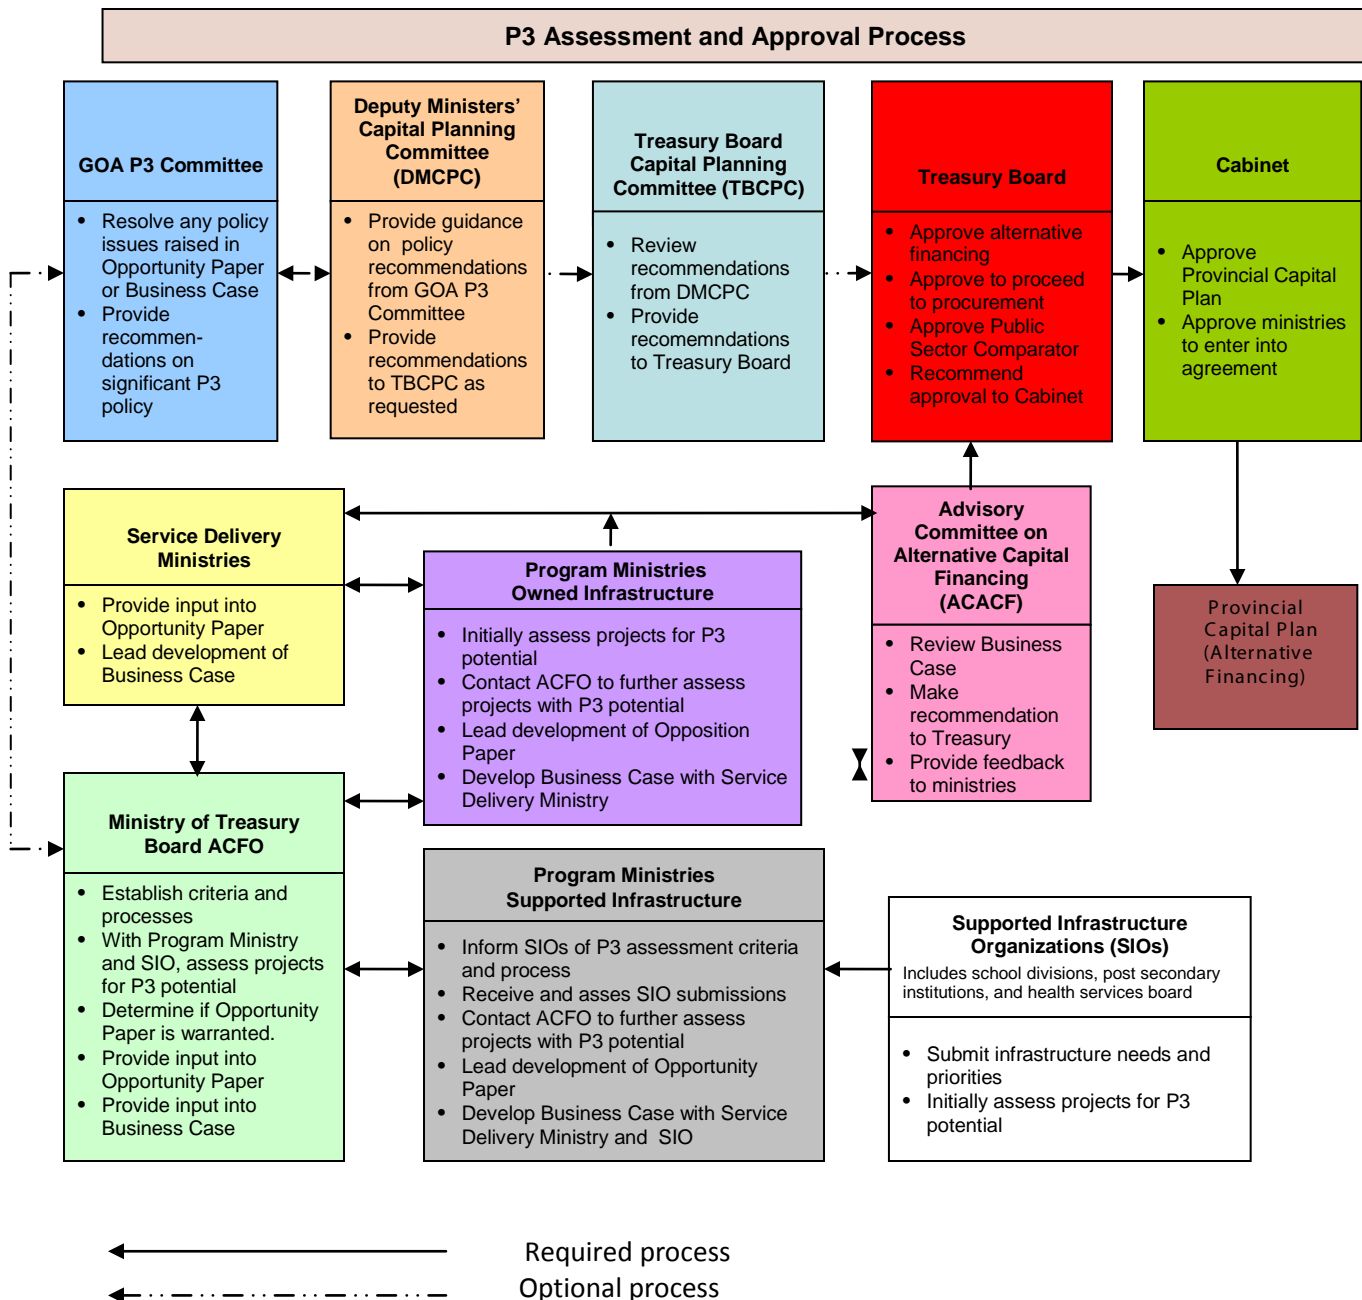 P3 Assessment and Approval Process
GOA P3 Committee
• Resolve any policy
issues raised in
Opportunity Paper
or Business Case
• Provide
recommen-
dations on
significant P3
policy
Deputy Ministers’
Capital Planning
Committee
(DMCPC)
• Provide guidance
on policy
recommendations
from GOA P3
Committee
• Provide
recommendations
to TBCPC as
requested
Treasury Board
Capital Planning
Committee (TBCPC)
• Review
recommendations
from DMCPC
• Provide
recomemndations
to Treasury Board
Treasury Board
• Approve alternative
financing
• Approve to proceed
to procurement
• Approve Public
Sector Comparator
• Recommend
approval to Cabinet
Cabinet
• Approve
Provincial Capital
Plan
• Approve ministries
to enter into
agreement
Service Delivery
Ministries
• Provide input into
Opportunity Paper
• Lead development of
Business Case
Program Ministries
Owned Infrastructure
• Initially assess projects for P3
potential
• Contact ACFO to further assess
projects with P3 potential
• Lead development of Opposition
Paper
• Develop Business Case with Service
Delivery Ministry
Advisory
Committee on
Alternative Capital
Financing
(ACACF)
• Review Business
Case
• Make
recommendation
to Treasury
• Provide feedback
to ministries
Provincial
Capital Plan
(Alternative
Financing)
Ministry of Treasury
Board ACFO
• Establish criteria and
processes
• With Program Ministry
and SIO, assess projects
for P3 potential
• Determine if Opportunity
Paper is warranted.
• Provide input into
Opportunity Paper
• Provide input into
Business Case
Program Ministries
Supported Infrastructure
• Inform SIOs of P3 assessment criteria
and process
• Receive and asses SIO submissions
• Contact ACFO to further assess
projects with P3 potential
• Lead development of Opportunity
Paper
• Develop Business Case with Service
Delivery Ministry and SIO
Supported Infrastructure
Organizations (SIOs)
Includes school divisions, post secondary
institutions, and health services board
• Submit infrastructure needs and
priorities
• Initially assess projects for P3
potential
Required process
Optional process